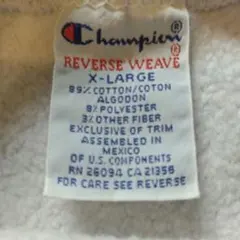 Champion®
REVERSE WEAVE®
X-LARGE
89% COTTON/COTON
ALGODON
8% POLYESTER
3% OTHER FIBER
EXCLUSIVE OF TRIM
ASSEMBLED IN
MEXICO
OF U.S. COMPONENTS
RN 26094 CA 21356
FOR CARE SEE REVERSE